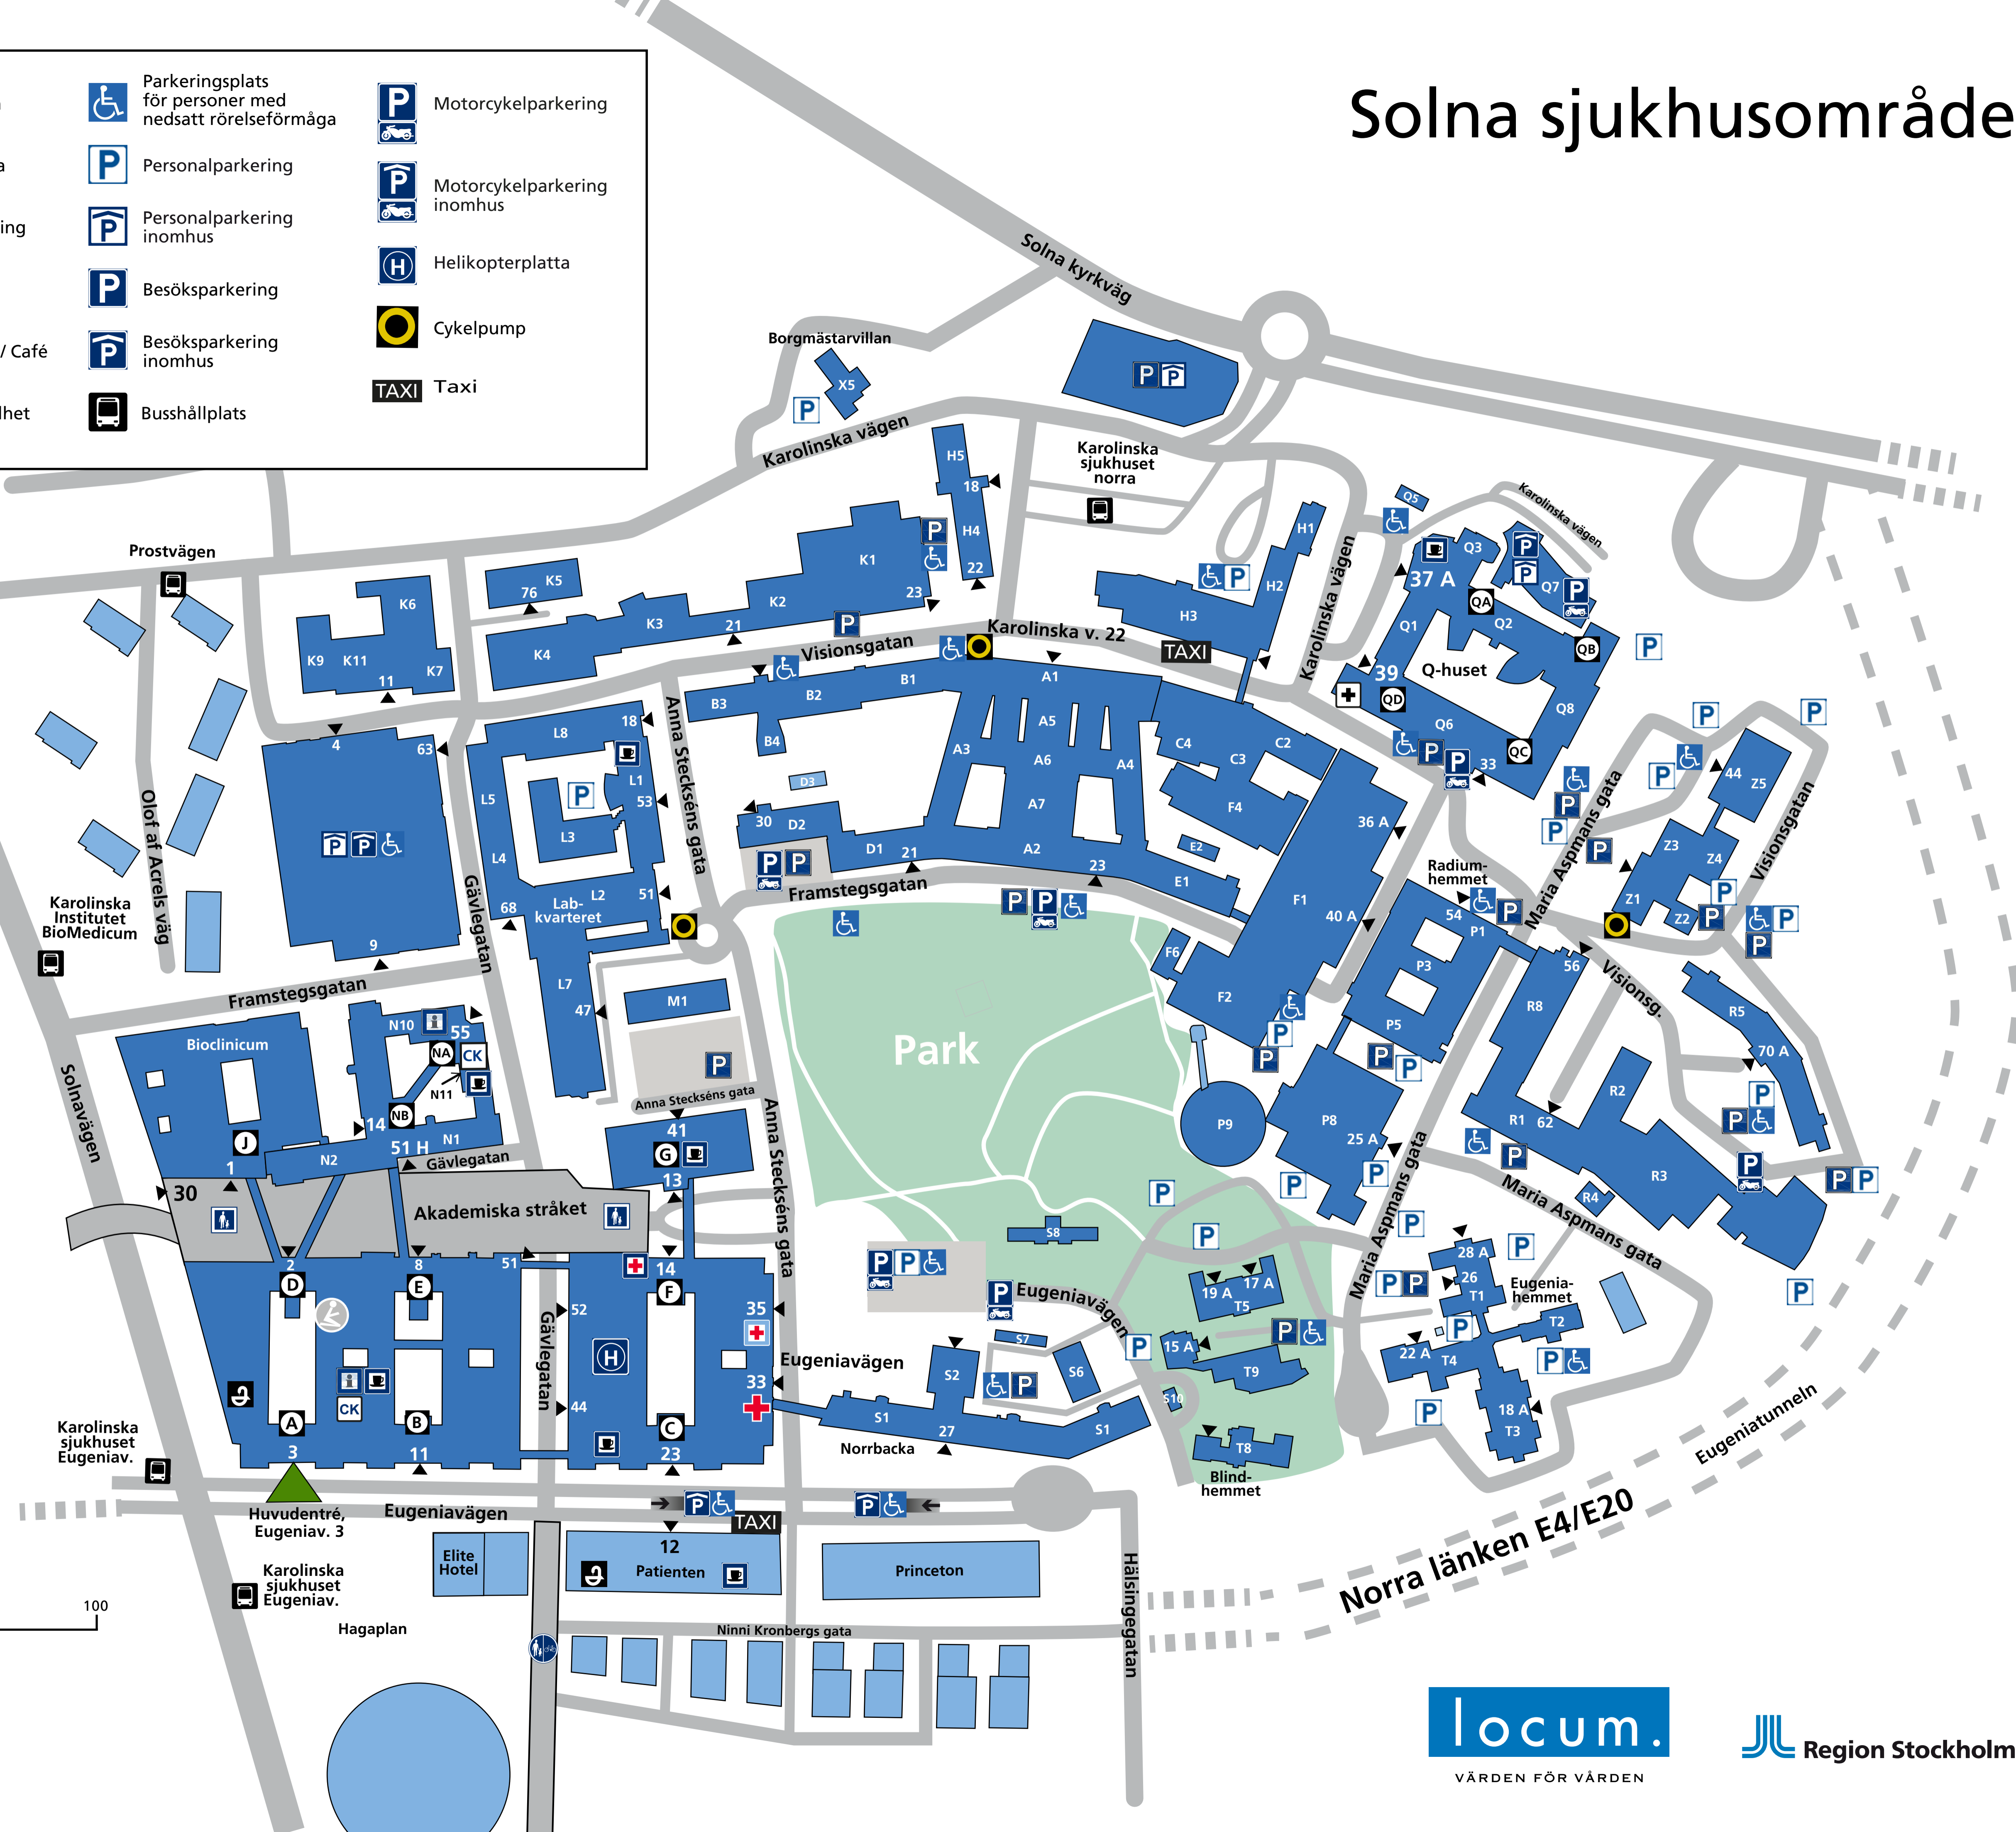 Solna sjukhusområde
a
ing
/ Café
lhet
Parkeringsplats
för personer med
nedsatt rörelseförmåga
P
Personalparkering
P
Personalparkering
inomhus
P
Besöksparkering
P
Besöksparkering
inomhus
Busshållplats
P
Motorcykelparkering
P
Motorcykelparkering
inomhus
H
Helikopterplatta
Cykelpump
TAXI
Taxi
Solna kyrkväg
Borgmästarvillan
X5
P
P P
Karolinska vägen
Karolinska
sjukhuset
norra
H5
18
H4
22
P
K1
23
K2
K3
21
K4
K5
76
P
Prostvägen
K6
K9
K11
K7
11
Visionsgatan
Karolinska v. 22
TAXI
H1
H2
H3
P
Karolinska vägen
Karolinska vägen
Q5
Q3
37 A
QA
P
P
Q7
P
Q1
Q2
QB
P
39
Q-huset
QD
Q6
Q8
QC
P
P
33
Olof af Acrels väg
4
63
P P
9
Gävlegatan
L8
18
L1
L5
P
53
L3
L4
L2
51
68
Lab-
kvarteret
L7
47
Anna Steckséns gata
B3
B2
B1
B4
D3
30
D2
P P
D1
21
A1
A5
A3
A6
A4
A7
A2
23
C4
C3
C2
F4
E2
E1
36 A
F1
40 A
F6
F2
P
P
Framstegsgatan
P P
Park
Radium-
hemmet
P
54
P1
P3
P5
P
P
P8
25 A
P9
P
P
P
P
Maria Aspmans gata
P
P
P
P
P
P
44
Z5
Z3
Z4
Z1
Z2
P
P
P
P
Visionsgatan
Visionsg.
56
R8
R5
70 A
P
P
R2
R1
62
P
R3
R4
P
P P
P
Maria Aspmans gata
Maria Aspmans gata
Karolinska
Institutet
BioMedicum
Framstegsgatan
Solnavägen
Bioclinicum
J
1
30
N10
55
NA
CK
N11
NB
14
51 H
N1
N2
Gävlegatan
Akademiska stråket
M1
P
Anna Steckséns gata
41
G
13
Anna Steckséns gata
2
D
8
E
51
14
F
52
H
35
33
44
CK
A
B
C
3
11
23
Gävlegatan
Karolinska
sjukhuset
Eugeniav.
Huvudentré,
Eugeniav. 3
Eugeniavägen
Eugeniavägen
Eugeniavägen
S8
P P
P
S7
S2
P
S6
S1
27
S1
S10
Norrbacka
P
P
19 A
17 A
T5
15 A
T9
T8
Blind-
hemmet
P
28 A
26
T1
Eugenia-
hemmet
P
P P
P
T2
22 A
T4
P
18 A
T3
P
Eugeniatunneln
Norra länken E4/E20
P
P
TAXI
Elite
Hotel
12
Patienten
Princeton
Karolinska
sjukhuset
Eugeniav.
Hagaplan
Ninni Kronbergs gata
Hälsingegatan
100
locum.
VÄRDEN FÖR VÅRDEN
Region Stockholm